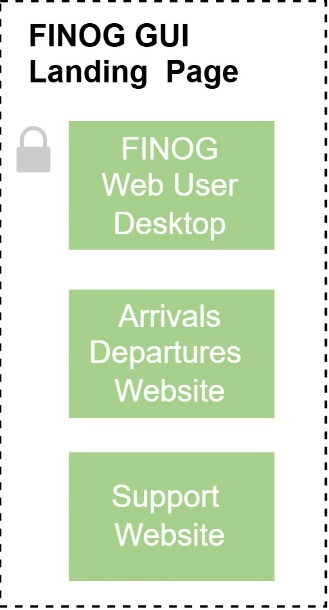 FINOG GUI
Landing Page
FINOG
Web User
Desktop
Arrivals
Departures
Website
Support
Website